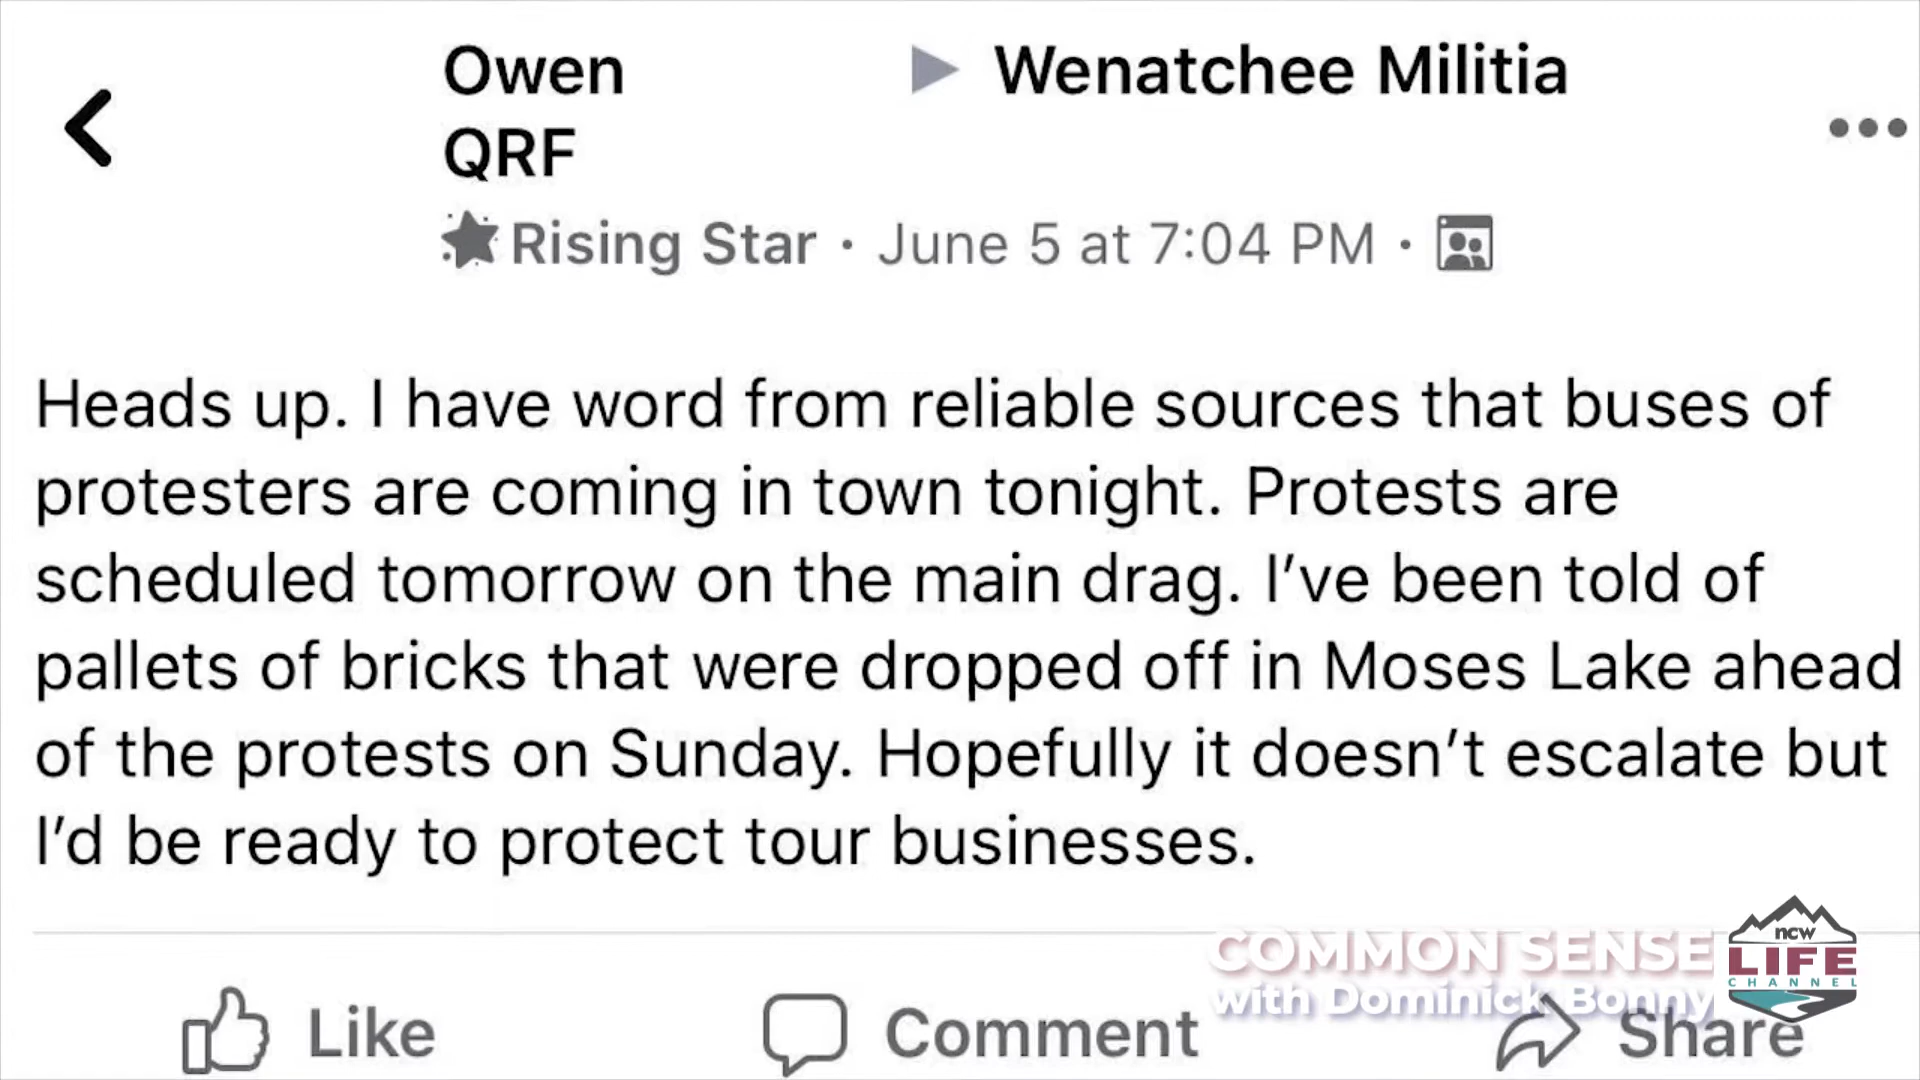 Owen ▶ Wenatchee Militia
QRF
Rising Star · June 5 at 7:04 PM ·
Heads up. I have word from reliable sources that buses of
protesters are coming in town tonight. Protests are
scheduled tomorrow on the main drag. I’ve been told of
pallets of bricks that were dropped off in Moses Lake ahead
of the protests on Sunday. Hopefully it doesn’t escalate but
I’d be ready to protect tour businesses.
COMMON SENSE
with Dominick Bonny
ncw
LIFE
CHANNEL
Like
Comment
Share